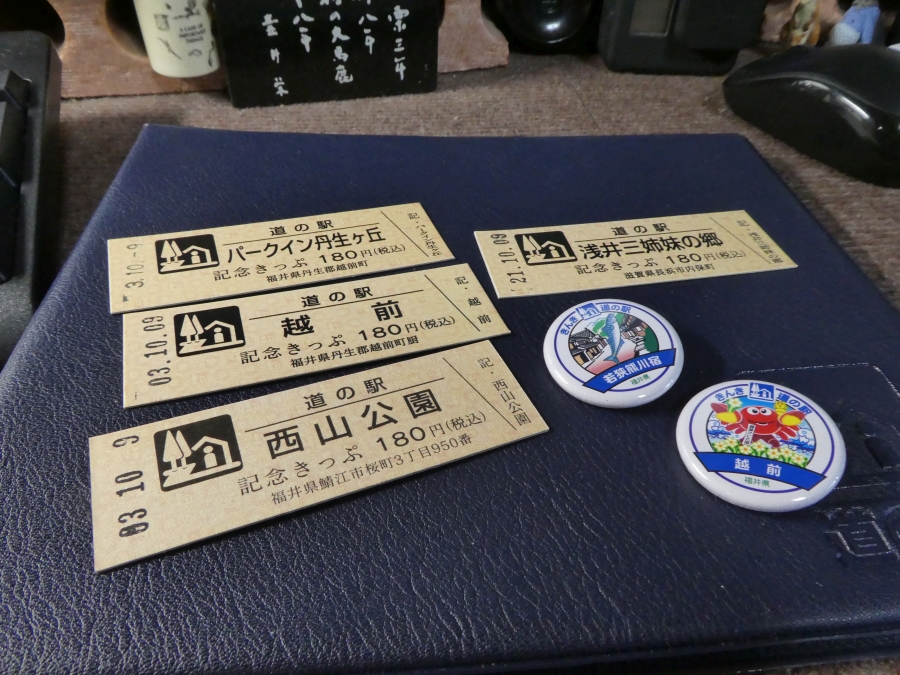 道の駅
パークイン丹生ヶ丘
記念きっぷ 180円(税込)
福井県丹生郡越前町
3.10.-9
道の駅
越前
記念きっぷ 180円(税込)
福井県丹生郡越前町厨
03.10.09
記・越前
道の駅
西山公園
記念きっぷ 180円(税込)
福井県鯖江市桜町3丁目950番
03 10 9
記・西山公園
道の駅
浅井三姉妹の郷
記念きっぷ 180円(税込)
滋賀県長浜市内保町
21.10.09
きんき 道の駅
若狭熊川宿
福井県
きんき 道の駅
越前
福井県